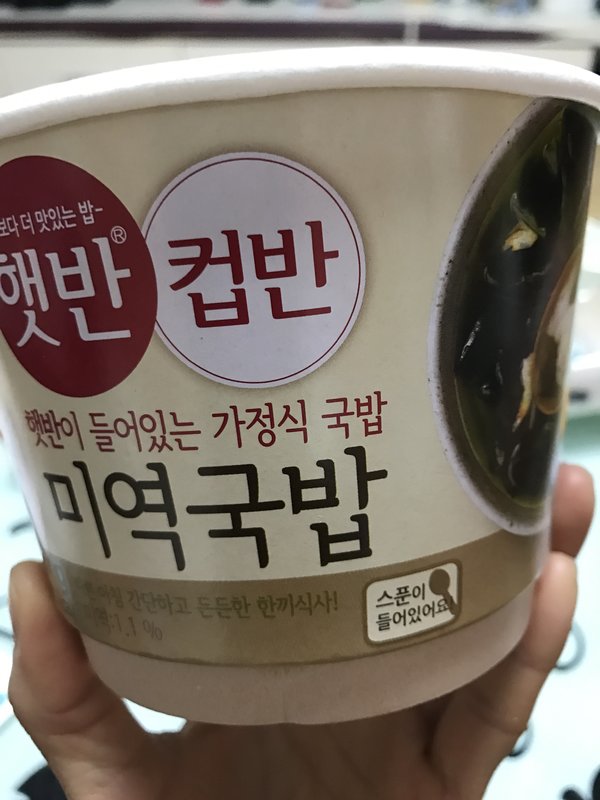 보다 더 맛있는 밥-
햇반®
컵반
햇반이 들어있는 가정식 국밥
미역국밥
간단하고 든든한 한끼식사!
1.1 %
스푼이
들어있어요